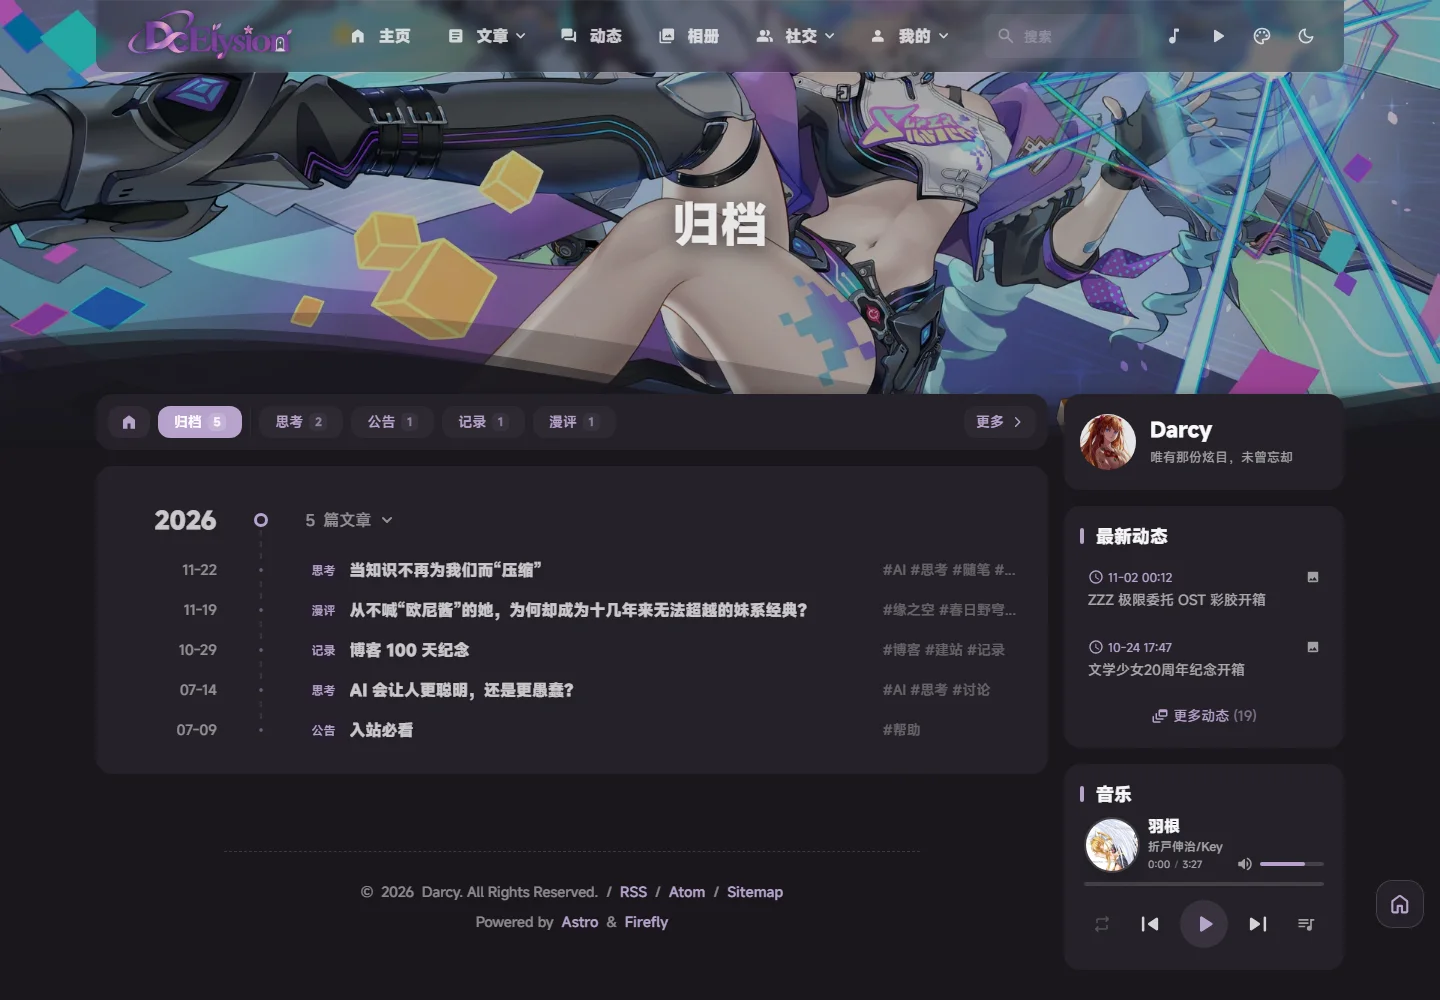 DcElysion 主页 文章 动态 相册 社交 我的 搜索
SUPER
归档
归档 5 思考 2 公告 1 记录 1 漫评 1 更多
2026 5 篇文章
11-22 思考 当知识不再为我们而“压缩” #AI #思考 #随笔 #...
11-19 漫评 从不喊“欧尼酱”的她，为何却成为十几年来无法超越的妹系经典？ #缘之空 #春日野穹...
10-29 记录 博客 100 天纪念 #博客 #建站 #记录
07-14 思考 AI 会让人更聪明，还是更愚蠢？ #AI #思考 #讨论
07-09 公告 入站必看 #帮助
© 2026 Darcy. All Rights Reserved. / RSS / Atom / Sitemap
Powered by Astro & Firefly
Darcy
唯有那份炫目，未曾忘却
最新动态
11-02 00:12
ZZZ 极限委托 OST 彩胶开箱
10-24 17:47
文学少女20周年纪念开箱
更多动态 (19)
音乐
羽根
折戸伸治/Key
0:00 / 3:27